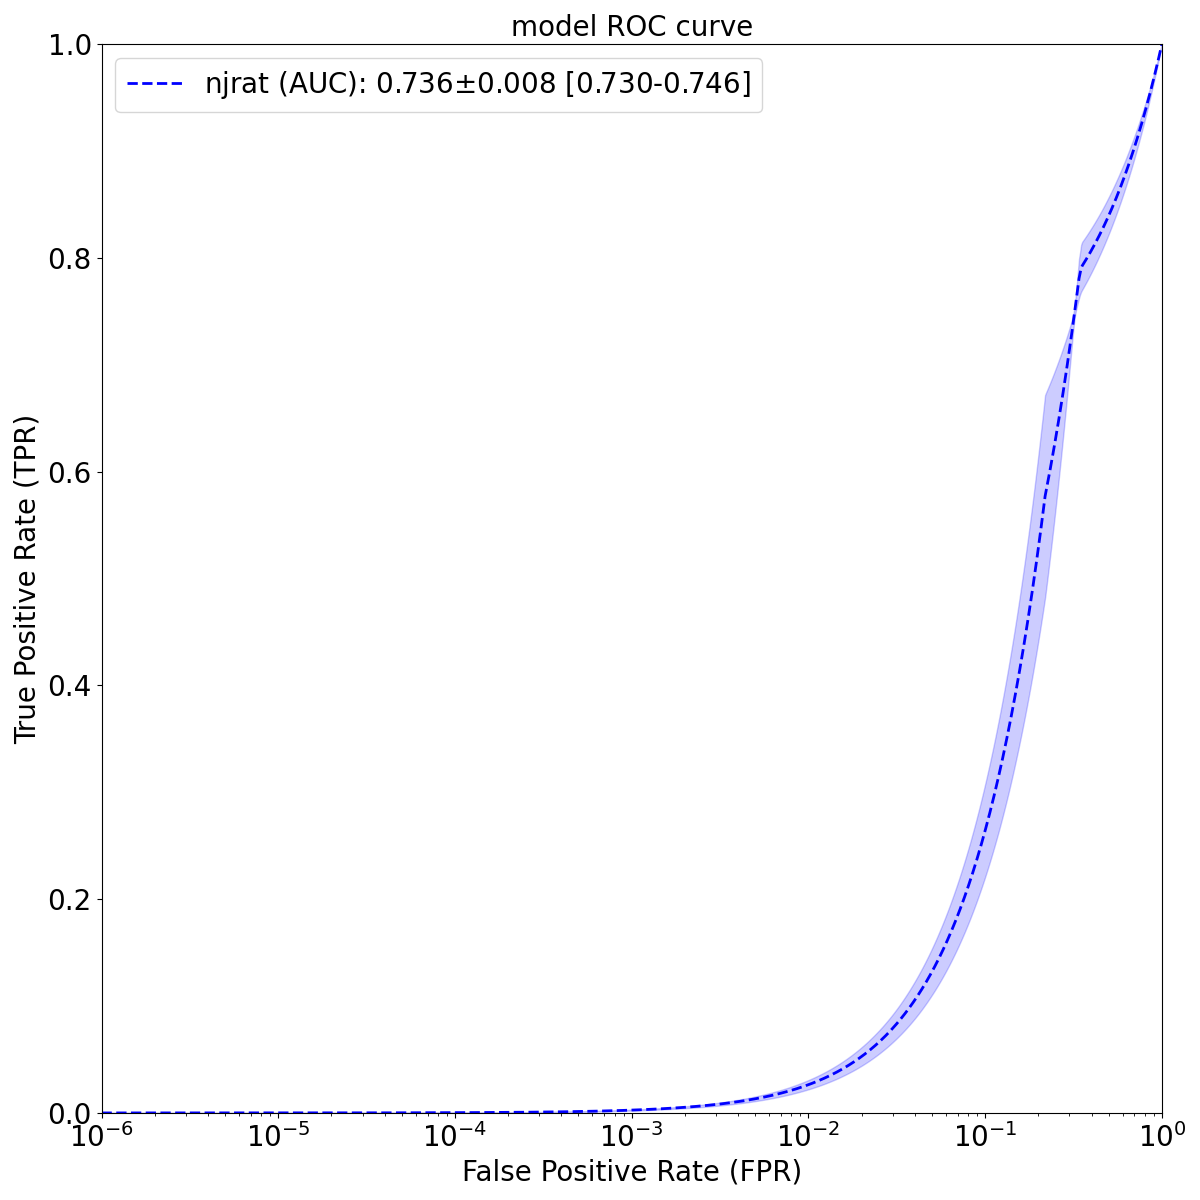 model ROC curve
njrat (AUC): 0.736±0.008 [0.730-0.746]
1.0
0.8
0.6
0.4
0.2
0.0
True Positive Rate (TPR)
10⁻⁶ 10⁻⁵ 10⁻⁴ 10⁻³ 10⁻² 10⁻¹ 10⁰
False Positive Rate (FPR)